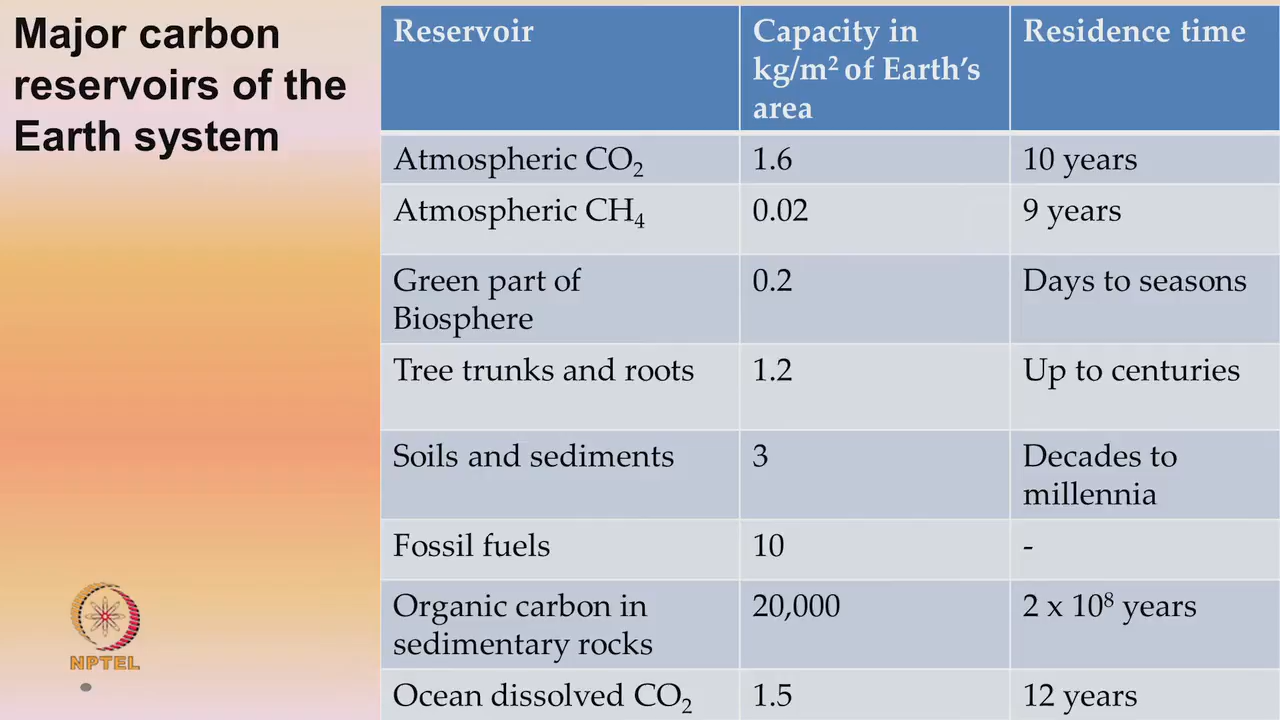 Major carbon
reservoirs of the
Earth system
Reservoir
Capacity in
kg/m² of Earth’s
area
Residence time
Atmospheric CO₂
1.6
10 years
Atmospheric CH₄
0.02
9 years
Green part of
Biosphere
0.2
Days to seasons
Tree trunks and roots
1.2
Up to centuries
Soils and sediments
3
Decades to
millennia
Fossil fuels
10
-
Organic carbon in
sedimentary rocks
20,000
2 x 10⁸ years
Ocean dissolved CO₂
1.5
12 years
NPTEL